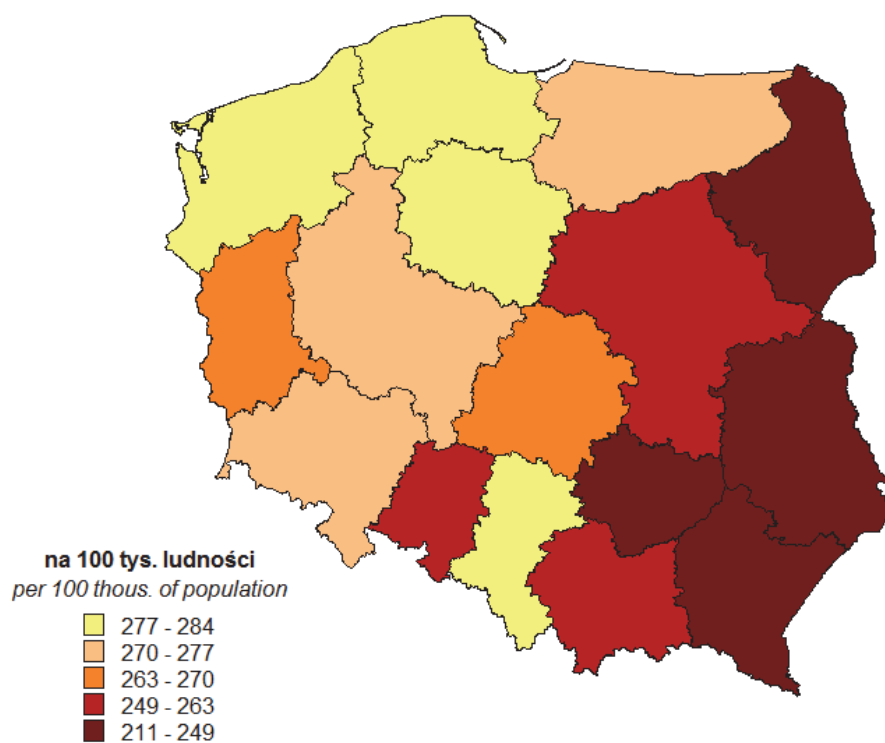 na 100 tys. ludności
per 100 thous. of population
277 - 284
270 - 277
263 - 270
249 - 263
211 - 249